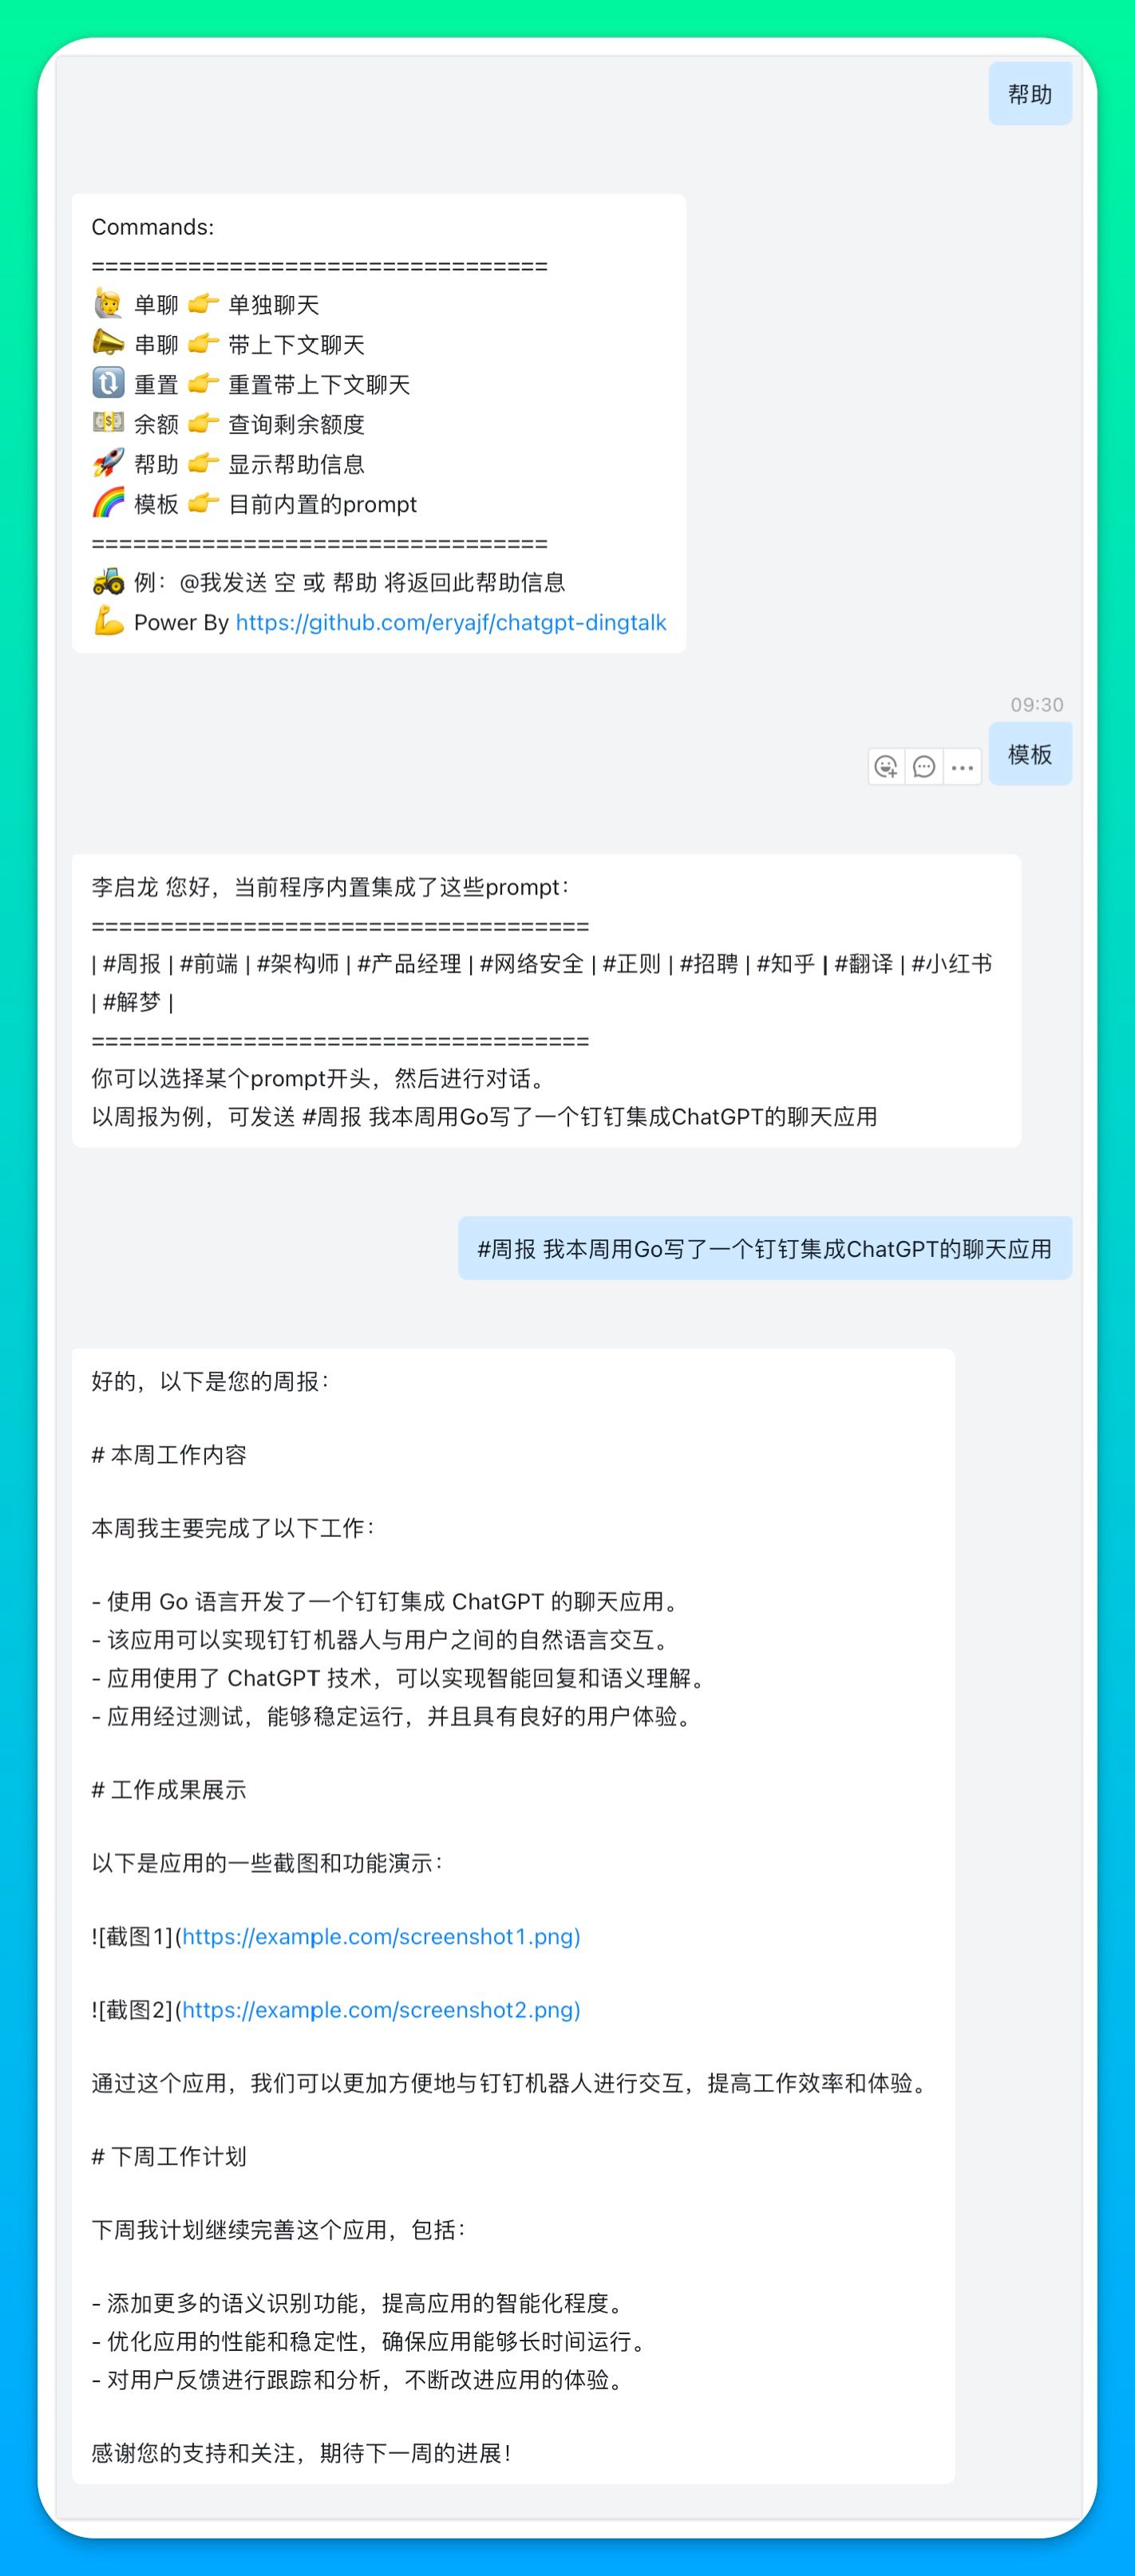 帮助
Commands:
=================================
🙋 单聊 👉 单独聊天
📣 串聊 👉 带上下文聊天
🔃 重置 👉 重置带上下文聊天
💵 余额 👉 查询剩余额度
🚀 帮助 👉 显示帮助信息
🌈 模板 👉 目前内置的prompt
=================================
🚜 例：@我发送 空 或 帮助 将返回此帮助信息
💪 Power By https://github.com/eryajf/chatgpt-dingtalk
09:30
模板
李启龙 您好，当前程序内置集成了这些prompt：
====================================
| #周报 | #前端 | #架构师 | #产品经理 | #网络安全 | #正则 | #招聘 | #知乎 | #翻译 | #小红书
| #解梦 |
====================================
你可以选择某个prompt开头，然后进行对话。
以周报为例，可发送 #周报 我本周用Go写了一个钉钉集成ChatGPT的聊天应用
#周报 我本周用Go写了一个钉钉集成ChatGPT的聊天应用
好的，以下是您的周报：
# 本周工作内容
本周我主要完成了以下工作：
- 使用 Go 语言开发了一个钉钉集成 ChatGPT 的聊天应用。
- 该应用可以实现钉钉机器人与用户之间的自然语言交互。
- 应用使用了 ChatGPT 技术，可以实现智能回复和语义理解。
- 应用经过测试，能够稳定运行，并且具有良好的用户体验。
# 工作成果展示
以下是应用的一些截图和功能演示：
![截图1](https://example.com/screenshot1.png)
![截图2](https://example.com/screenshot2.png)
通过这个应用，我们可以更加方便地与钉钉机器人进行交互，提高工作效率和体验。
# 下周工作计划
下周我计划继续完善这个应用，包括：
- 添加更多的语义识别功能，提高应用的智能化程度。
- 优化应用的性能和稳定性，确保应用能够长时间运行。
- 对用户反馈进行跟踪和分析，不断改进应用的体验。
感谢您的支持和关注，期待下一周的进展！